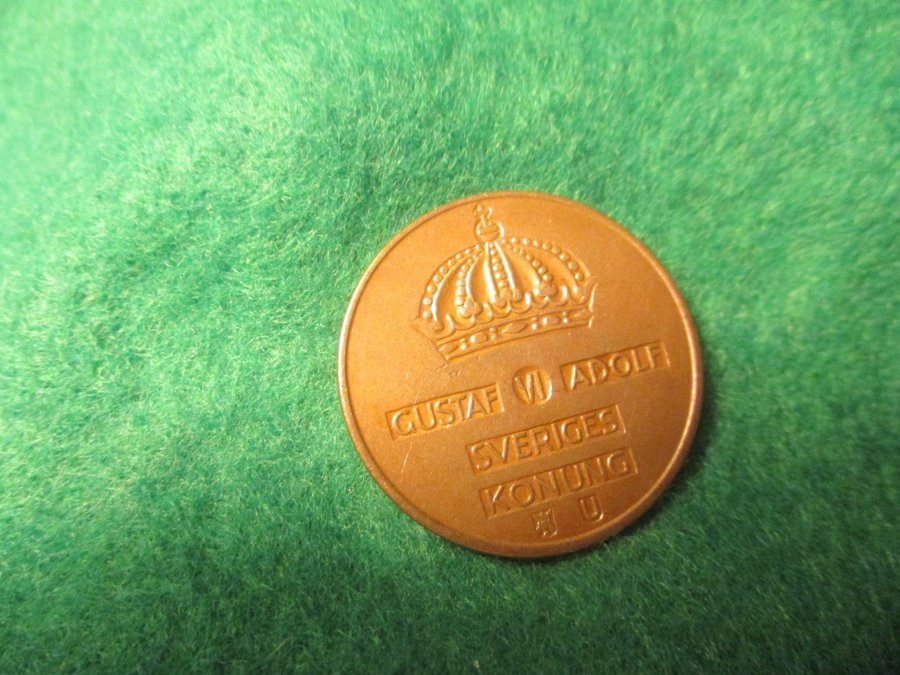 GUSTAF VI ADOLF
SVERIGES
KONUNG
U